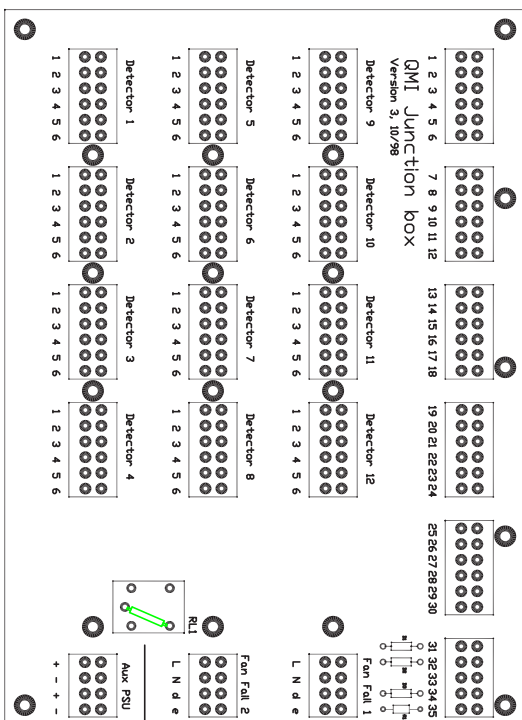 QMI Junction box
Version 3, 10/98
1 2 3 4 5 6
7 8 9 10 11 12
13 14 15 16 17 18
19 20 21 22 23 24
25 26 27 28 29 30
31 32 33 34 35
Detector 9
1 2 3 4 5 6
Detector 10
1 2 3 4 5 6
Detector 11
1 2 3 4 5 6
Detector 12
1 2 3 4 5 6
Fan Fail 1
L N d e
Detector 5
1 2 3 4 5 6
Detector 6
1 2 3 4 5 6
Detector 7
1 2 3 4 5 6
Detector 8
1 2 3 4 5 6
RL1
Fan Fail 2
L N d e
Detector 1
1 2 3 4 5 6
Detector 2
1 2 3 4 5 6
Detector 3
1 2 3 4 5 6
Detector 4
1 2 3 4 5 6
Aux PSU
+ - + -